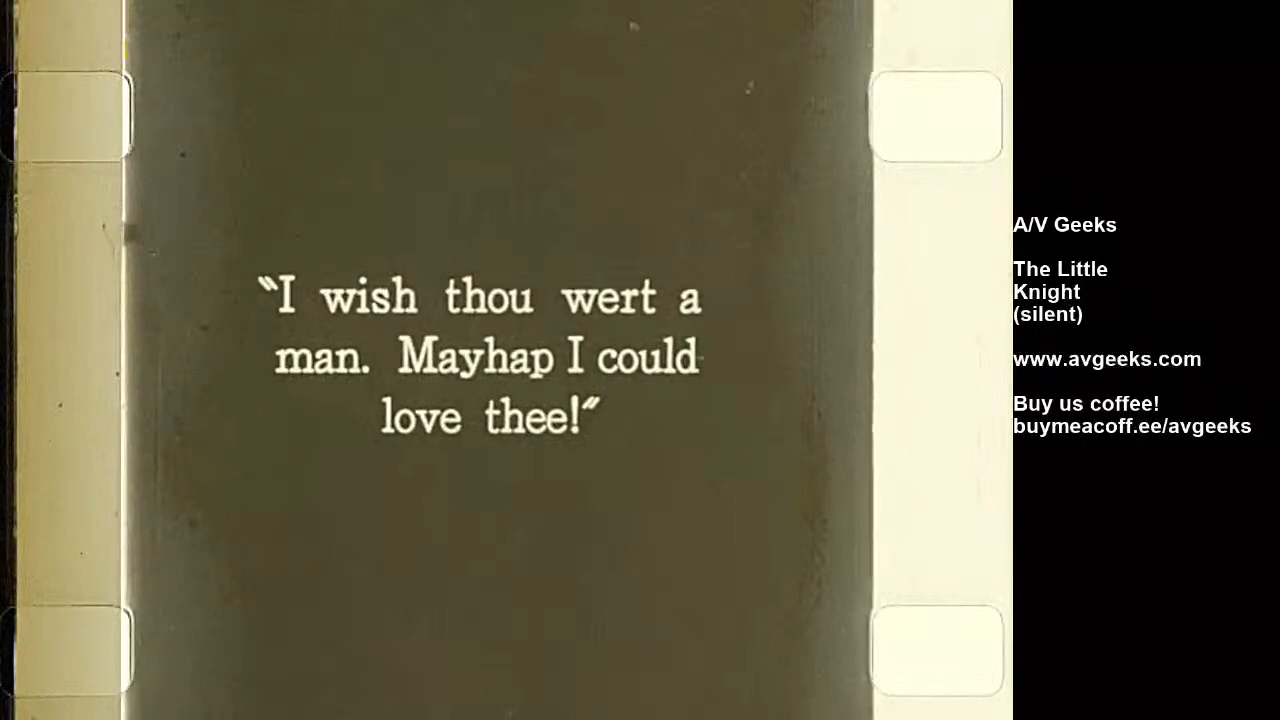 "I wish thou wert a
man. Mayhap I could
love thee!"
A/V Geeks
The Little
Knight
(silent)
www.avgeeks.com
Buy us coffee!
buymeacoff.ee/avgeeks